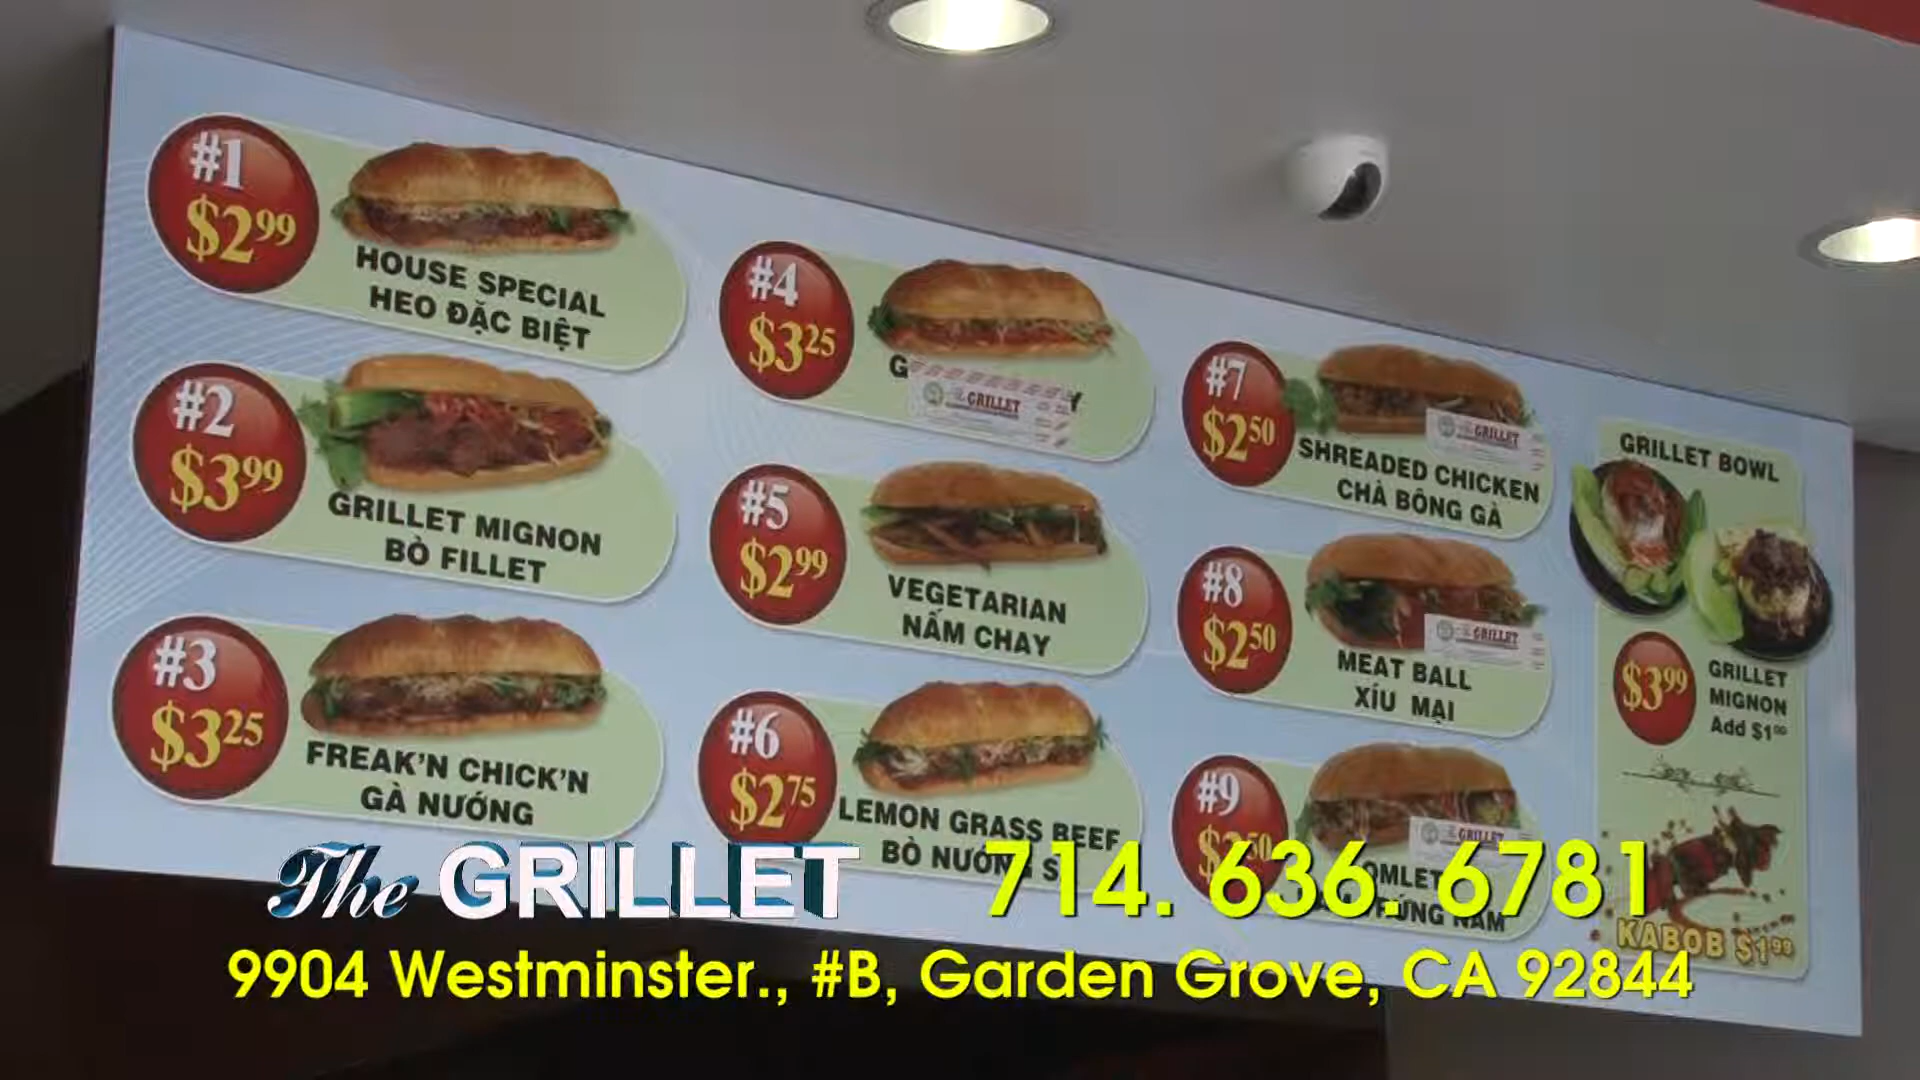 #1
$2.99
HOUSE SPECIAL
HEO ĐẶC BIỆT
#2
$3.99
GRILLET MIGNON
BÒ FILLET
#3
$3.25
FREAK'N CHICK'N
GÀ NƯỚNG
#4
$3.25
GRILLET
#5
$2.99
VEGETARIAN
NẤM CHAY
#6
$2.75
LEMON GRASS BEEF
BÒ NƯỚNG S
#7
$2.50
GRILLET
SHREADED CHICKEN
CHÀ BÔNG GÀ
#8
$2.50
GRILLET
MEAT BALL
XÍU MẠI
#9
$2.50
GRILLET
OMLET
NAM
GRILLET BOWL
$3.99
GRILLET
MIGNON
Add $1.00
KABOB $1.99
The GRILLET 714. 636. 6781
9904 Westminster., #B, Garden Grove, CA 92844